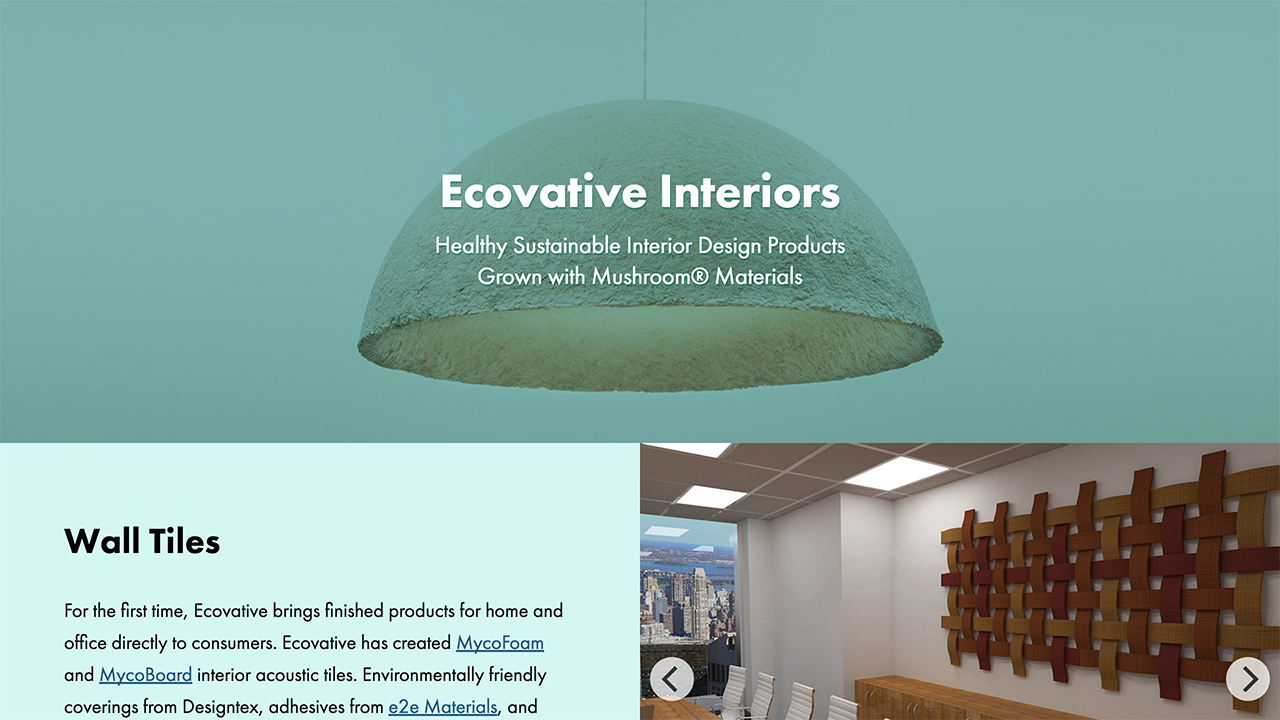 Ecovative Interiors
Healthy Sustainable Interior Design Products
Grown with Mushroom® Materials
Wall Tiles
For the first time, Ecovative brings finished products for home and
office directly to consumers. Ecovative has created MycoFoam
and MycoBoard interior acoustic tiles. Environmentally friendly
coverings from Designtex, adhesives from e2e Materials, and